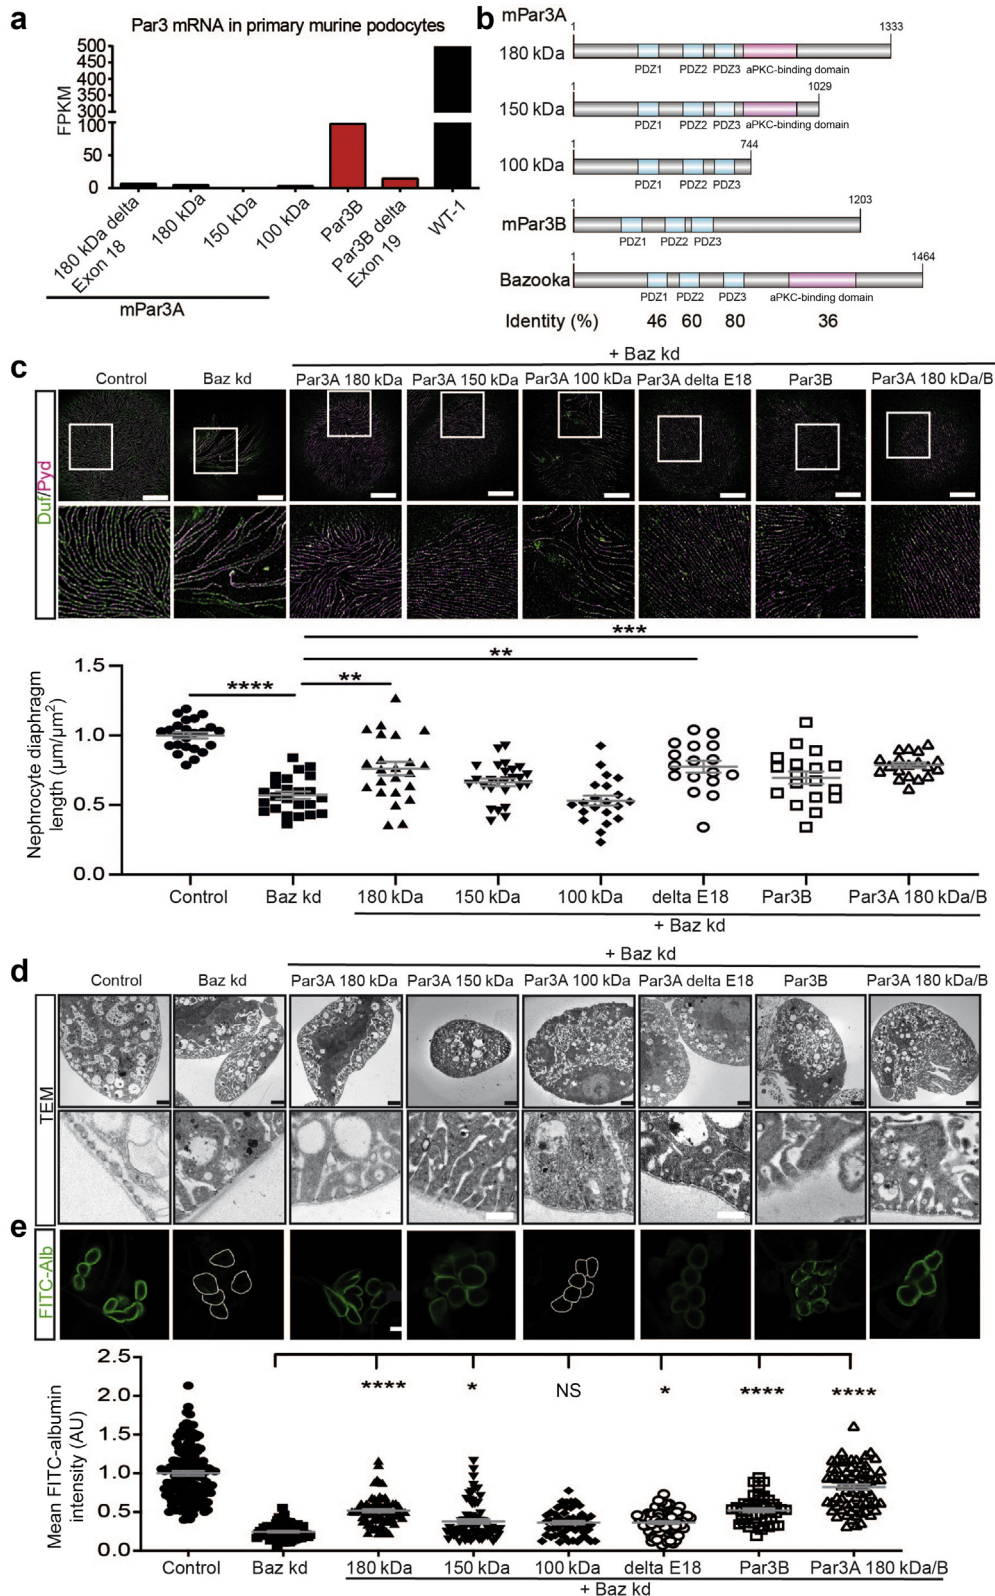 a
Par3 mRNA in primary murine podocytes
FPKM
500
450
400
350
300
100
50
0
180 kDa delta
Exon 18
180 kDa
150 kDa
100 kDa
Par3B
Par3B delta
Exon 19
WT-1
mPar3A
b
mPar3A
180 kDa
1
1333
PDZ1 PDZ2 PDZ3 aPKC-binding domain
150 kDa
1
1029
PDZ1 PDZ2 PDZ3 aPKC-binding domain
100 kDa
1
744
PDZ1 PDZ2 PDZ3
mPar3B
1
1203
PDZ1 PDZ2 PDZ3
Bazooka
1
1464
PDZ1 PDZ2 PDZ3 aPKC-binding domain
Identity (%) 46 60 80 36
c
+ Baz kd
Control Baz kd Par3A 180 kDa Par3A 150 kDa Par3A 100 kDa Par3A delta E18 Par3B Par3A 180 kDa/B
Duf/Pyd
***
**
**** **
Nephrocyte diaphragm
length (µm/µm²)
1.5
1.0
0.5
0.0
Control Baz kd 180 kDa 150 kDa 100 kDa delta E18 Par3B Par3A 180 kDa/B
+ Baz kd
d
+ Baz kd
Control Baz kd Par3A 180 kDa Par3A 150 kDa Par3A 100 kDa Par3A delta E18 Par3B Par3A 180 kDa/B
TEM
e
FITC-Alb
Mean FITC-albumin
intensity (AU)
2.5
2.0
1.5
1.0
0.5
0.0
**** * NS * **** ****
Control Baz kd 180 kDa 150 kDa 100 kDa delta E18 Par3B Par3A 180 kDa/B
+ Baz kd